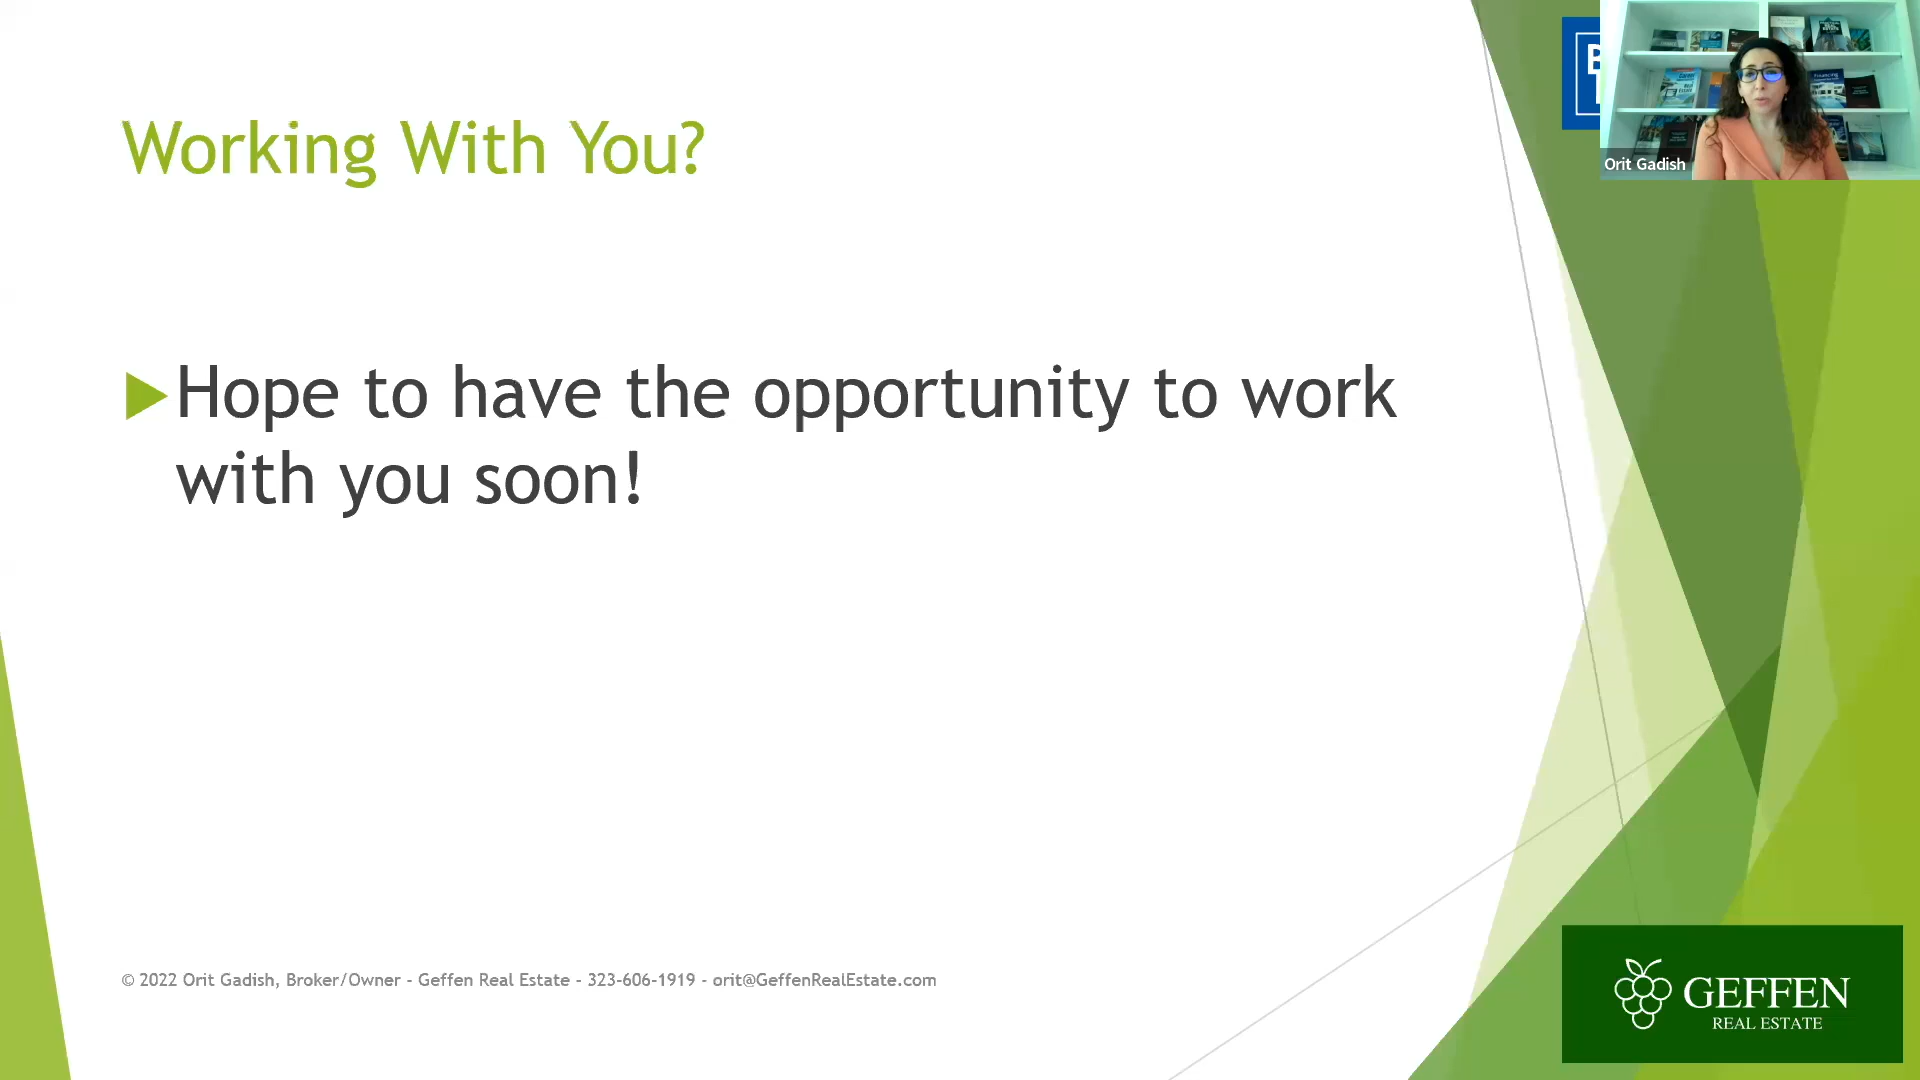 Working With You?
Hope to have the opportunity to work
with you soon!
Orit Gadish
© 2022 Orit Gadish, Broker/Owner - Geffen Real Estate - 323-606-1919 - orit@GeffenRealEstate.com
GEFFEN
REAL ESTATE